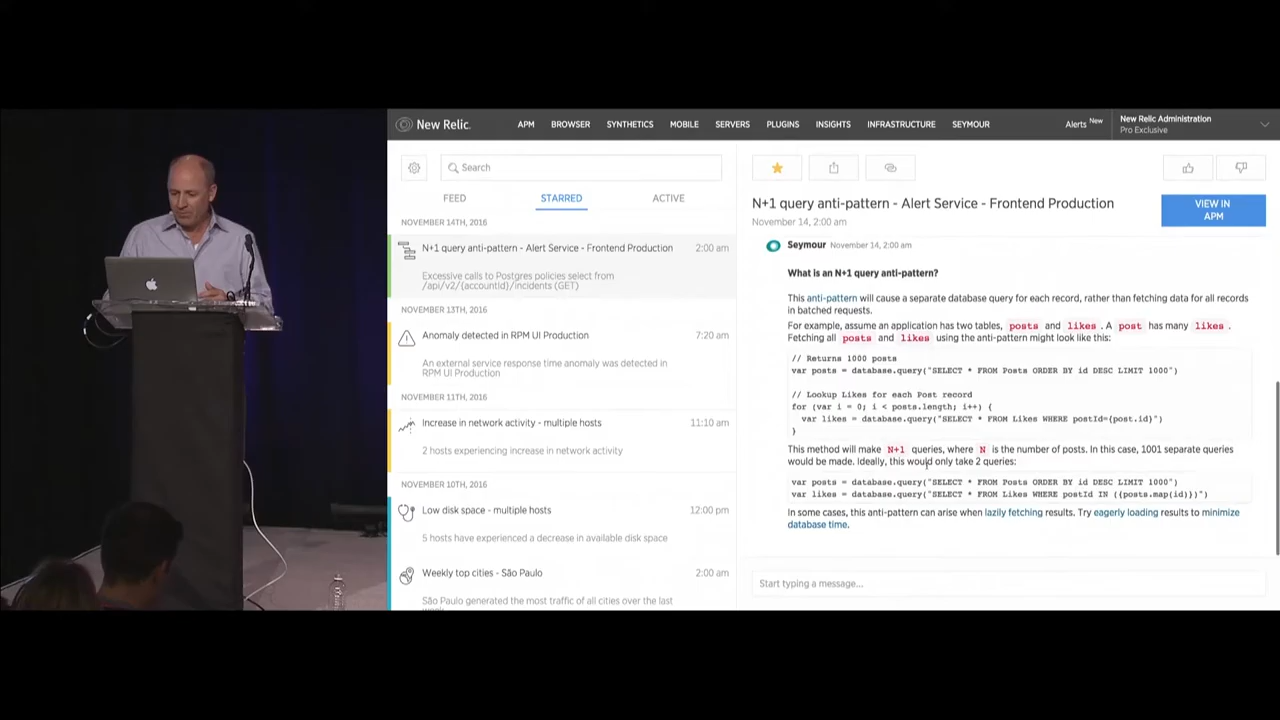 New Relic.
APM
BROWSER
SYNTHETICS
MOBILE
SERVERS
PLUGINS
INSIGHTS
INFRASTRUCTURE
SEYMOUR
Alerts New
New Relic Administration
Pro Exclusive
Search
FEED
STARRED
ACTIVE
NOVEMBER 14TH, 2016
N+1 query anti-pattern - Alert Service - Frontend Production
2:00 am
Excessive calls to Postgres policies select from
/api/v2/{accountId}/incidents (GET)
NOVEMBER 13TH, 2016
Anomaly detected in RPM UI Production
7:20 am
An external service response time anomaly was detected in
RPM UI Production
NOVEMBER 11TH, 2016
Increase in network activity - multiple hosts
11:10 am
2 hosts experiencing increase in network activity
NOVEMBER 10TH, 2016
Low disk space - multiple hosts
12:00 pm
5 hosts have experienced a decrease in available disk space
Weekly top cities - São Paulo
2:00 am
São Paulo generated the most traffic of all cities over the last
N+1 query anti-pattern - Alert Service - Frontend Production
November 14, 2:00 am
VIEW IN
APM
Seymour November 14, 2:00 am
What is an N+1 query anti-pattern?
This anti-pattern will cause a separate database query for each record, rather than fetching data for all records
in batched requests.
For example, assume an application has two tables, posts and likes . A post has many likes .
Fetching all posts and likes using the anti-pattern might look like this:
// Returns 1000 posts
var posts = database.query("SELECT * FROM Posts ORDER BY id DESC LIMIT 1000")
// Lookup Likes for each Post record
for (var i = 0; i < posts.length; i++) {
var likes = database.query("SELECT * FROM Likes WHERE postId={post.id}")
}
This method will make N+1 queries, where N is the number of posts. In this case, 1001 separate queries
would be made. Ideally, this would only take 2 queries:
var posts = database.query("SELECT * FROM Posts ORDER BY id DESC LIMIT 1000")
var likes = database.query("SELECT * FROM Likes WHERE postId IN ({posts.map(id)})")
In some cases, this anti-pattern can arise when lazily fetching results. Try eagerly loading results to minimize
database time.
Start typing a message...